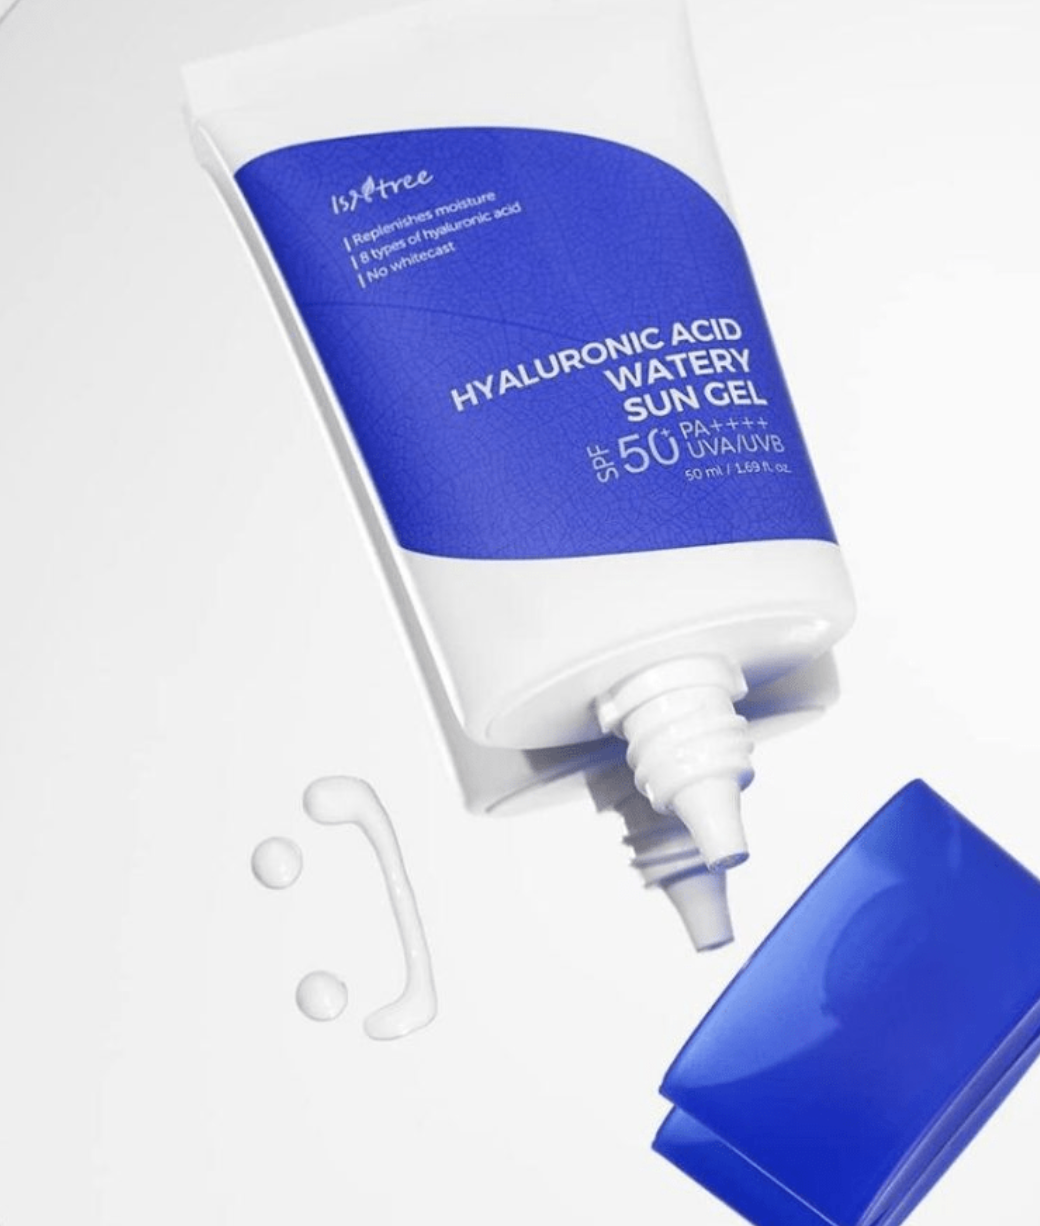 Isntree
Replenishes moisture
8 types of hyaluronic acid
No whitecast
HYALURONIC ACID
WATERY
SUN GEL
SPF 50+ PA++++
UVA/UVB
50 ml / 1.69 fl. oz.